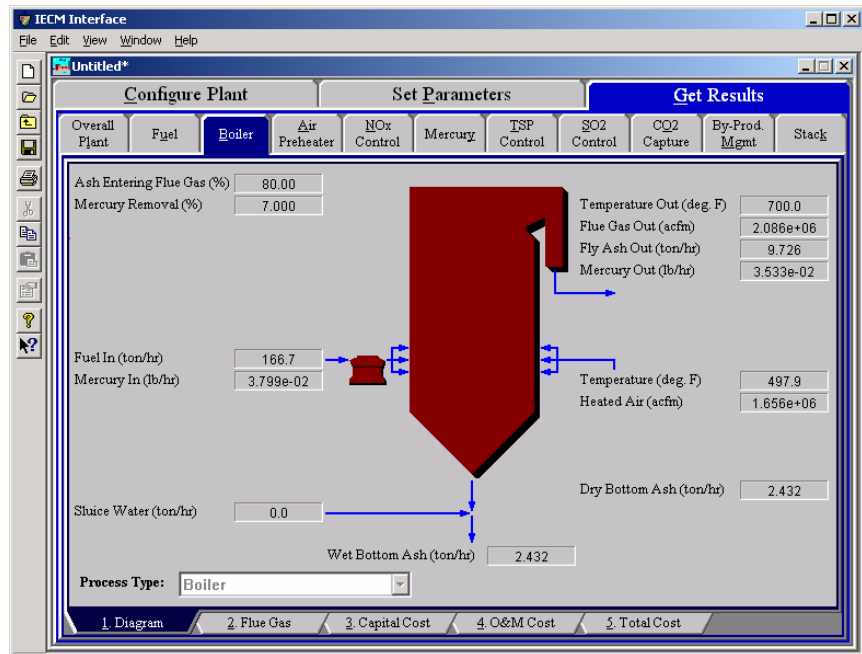 IECM Interface
File Edit View Window Help
Untitled*
Configure Plant Set Parameters Get Results
Overall Plant Fuel Boiler Air Preheater NOx Control Mercury TSP Control SO2 Control CO2 Capture By-Prod. Mgmt Stack
Ash Entering Flue Gas (%) 80.00
Mercury Removal (%) 7.000
Temperature Out (deg. F) 700.0
Flue Gas Out (acfm) 2.086e+06
Fly Ash Out (ton/hr) 9.726
Mercury Out (lb/hr) 3.533e-02
Fuel In (ton/hr) 166.7
Mercury In (lb/hr) 3.799e-02
Temperature (deg. F) 497.9
Heated Air (acfm) 1.656e+06
Dry Bottom Ash (ton/hr) 2.432
Sluice Water (ton/hr) 0.0
Wet Bottom Ash (ton/hr) 2.432
Process Type: Boiler
1. Diagram 2. Flue Gas 3. Capital Cost 4. O&M Cost 5. Total Cost